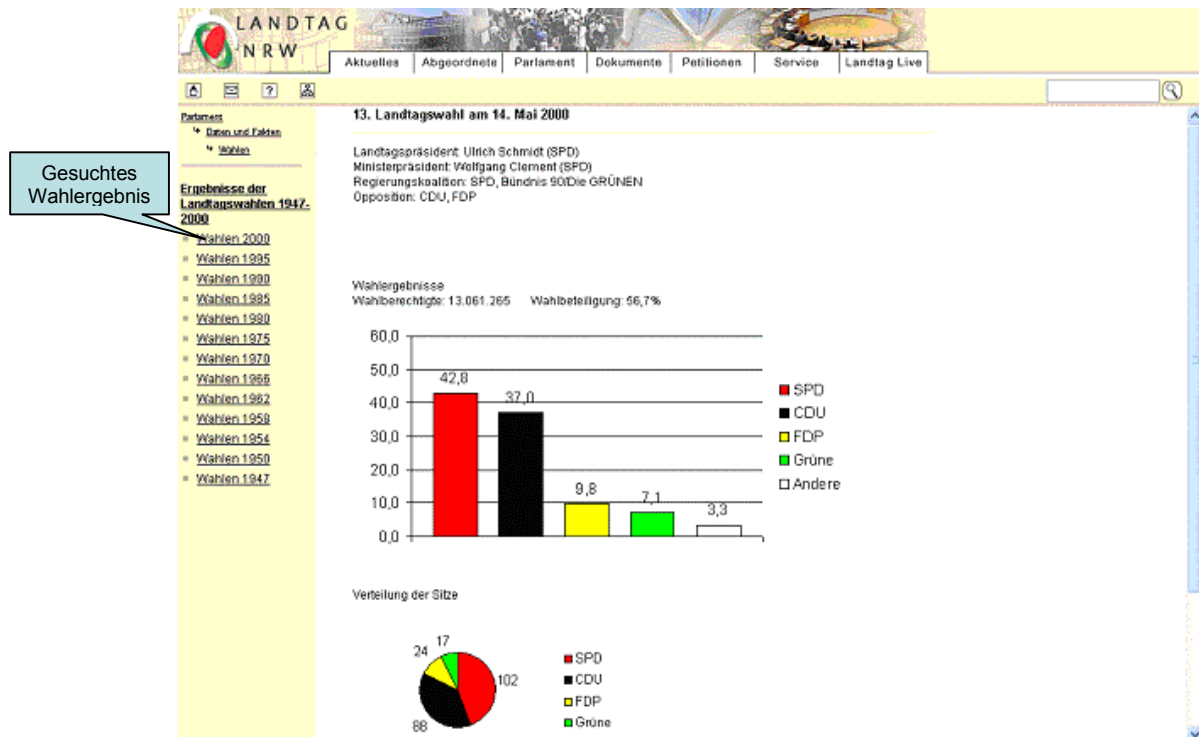 LANDTAG
NRW
Aktuelles Abgeordnete Parlament Dokumente Petitionen Service Landtag Live
?
Parlament
Daten und Fakten
Wahlen
Gesuchtes
Wahlergebnis
Ergebnisse der
Landtagswahlen 1947-
2000
Wahlen 2000
Wahlen 1995
Wahlen 1990
Wahlen 1985
Wahlen 1980
Wahlen 1975
Wahlen 1970
Wahlen 1966
Wahlen 1962
Wahlen 1958
Wahlen 1954
Wahlen 1950
Wahlen 1947
13. Landtagswahl am 14. Mai 2000
Landtagspräsident: Ulrich Schmidt (SPD)
Ministerpräsident: Wolfgang Clement (SPD)
Regierungskoalition: SPD, Bündnis 90/Die GRÜNEN
Opposition: CDU, FDP
Wahlergebnisse
Wahlberechtigte: 13.061.265 Wahlbeteiligung: 56,7%
60,0
50,0
40,0
30,0
20,0
10,0
0,0
42,8
37,0
9,8
7,1
3,3
SPD
CDU
FDP
Grüne
Andere
Verteilung der Sitze
17
24
102
88
SPD
CDU
FDP
Grüne